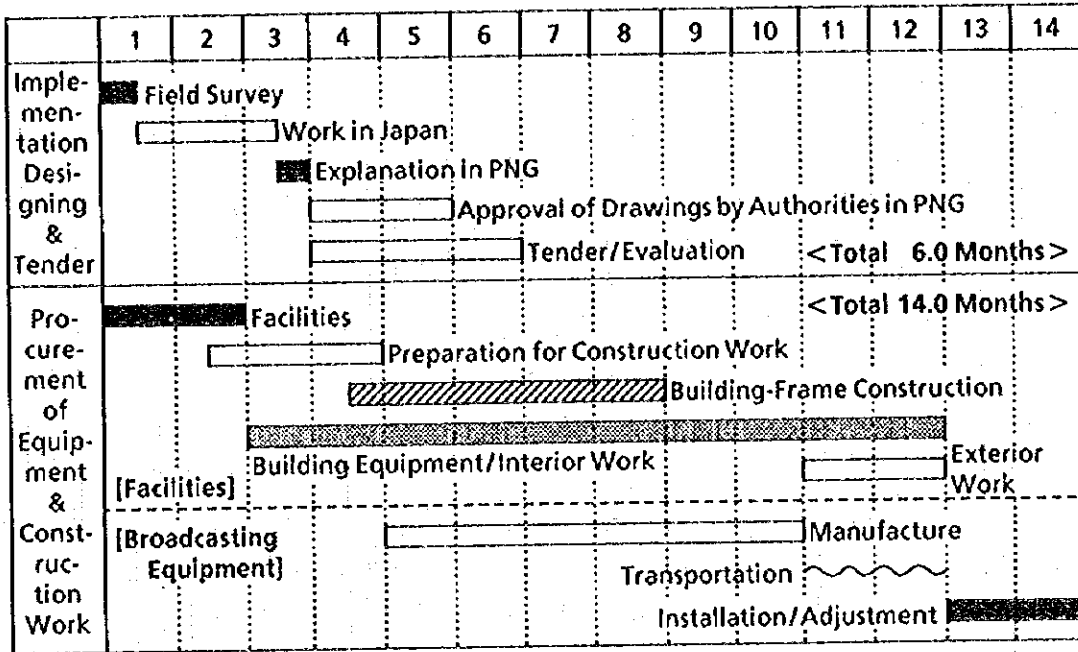 1 2 3 4 5 6 7 8 9 10 11 12 13 14
Imple-
men-
tation
Desi-
gning
&
Tender
Field Survey
Work in Japan
Explanation in PNG
Approval of Drawings by Authorities in PNG
Tender/Evaluation <Total 6.0 Months>
Pro-
cure-
ment
of
Equip-
ment
&
Const-
ruc-
tion
Work
<Total 14.0 Months>
Facilities
Preparation for Construction Work
Building-Frame Construction
Building Equipment/Interior Work
Exterior
Work
[Facilities]
[Broadcasting
Equipment]
Manufacture
Transportation
Installation/Adjustment